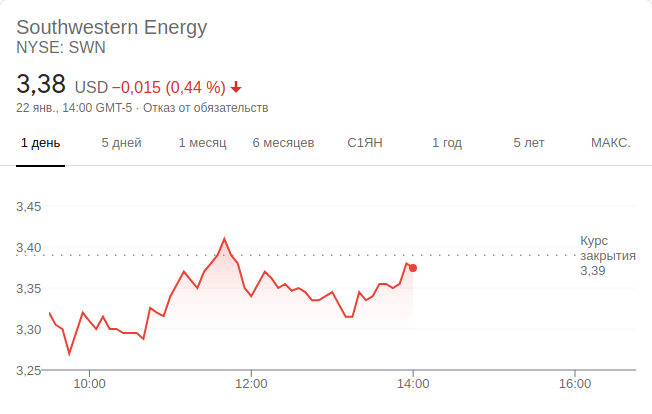 Southwestern Energy
NYSE: SWN
3,38 USD −0,015 (0,44 %)
22 янв., 14:00 GMT-5 · Отказ от обязательств
1 день 5 дней 1 месяц 6 месяцев С1ЯН 1 год 5 лет МАКС.
3,45
3,40
3,35
3,30
3,25
Курс
закрытия
3,39
10:00 12:00 14:00 16:00